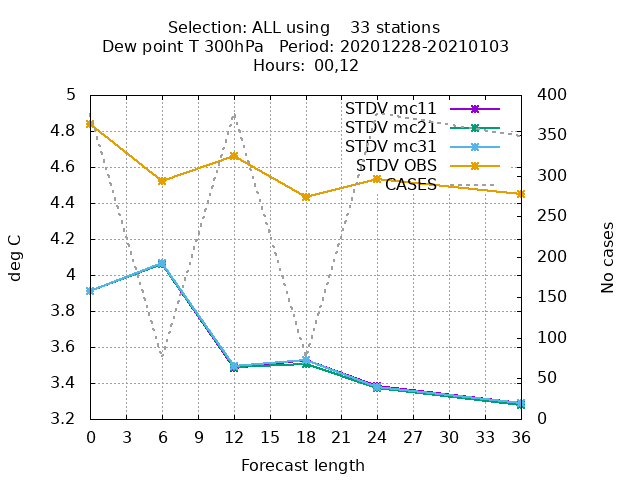 Selection: ALL using    33 stations
Dew point T 300hPa   Period: 20201228-20210103
Hours:  00,12
STDV mc11
STDV mc21
STDV mc31
STDV OBS
CASES
deg C
No cases
5
4.8
4.6
4.4
4.2
4
3.8
3.6
3.4
3.2
400
350
300
250
200
150
100
50
0
0 3 6 9 12 15 18 21 24 27 30 33 36
Forecast length